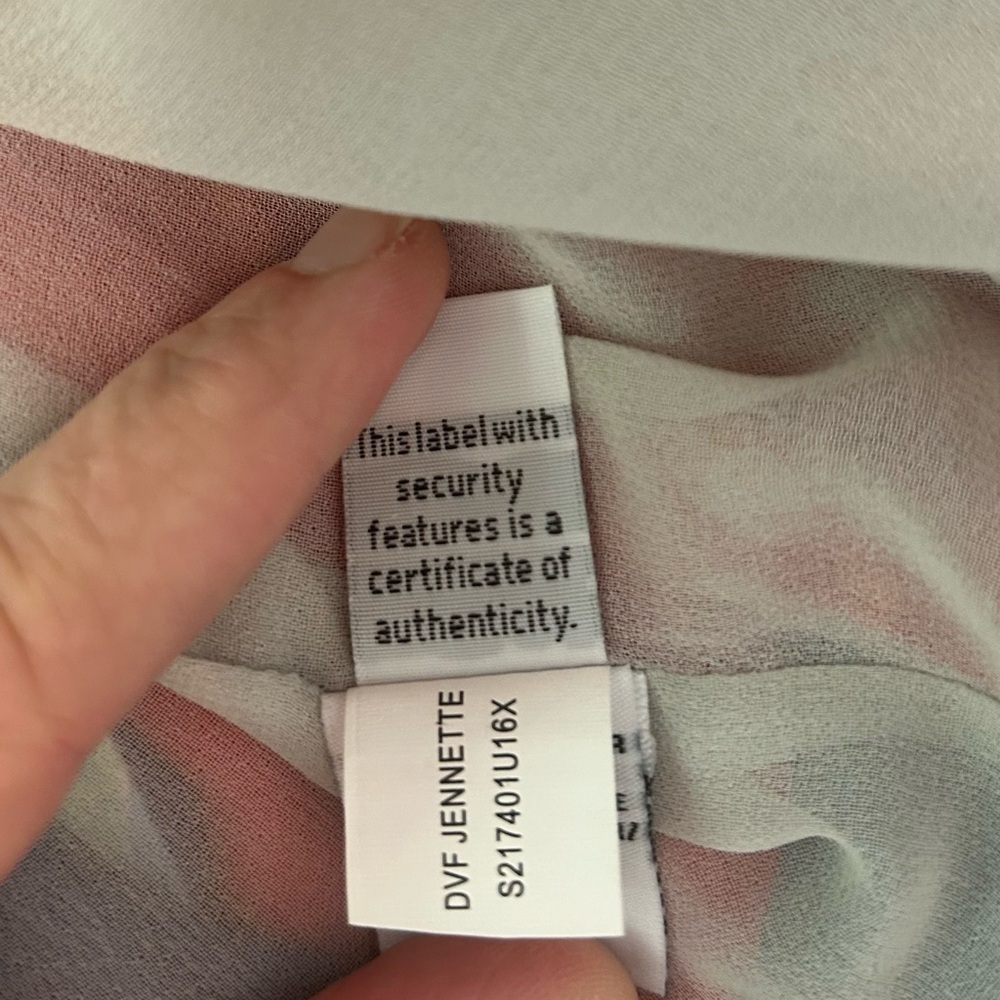 This label with
security
features is a
certificate of
authenticity.
DVF JENNETTE
S217401U16X